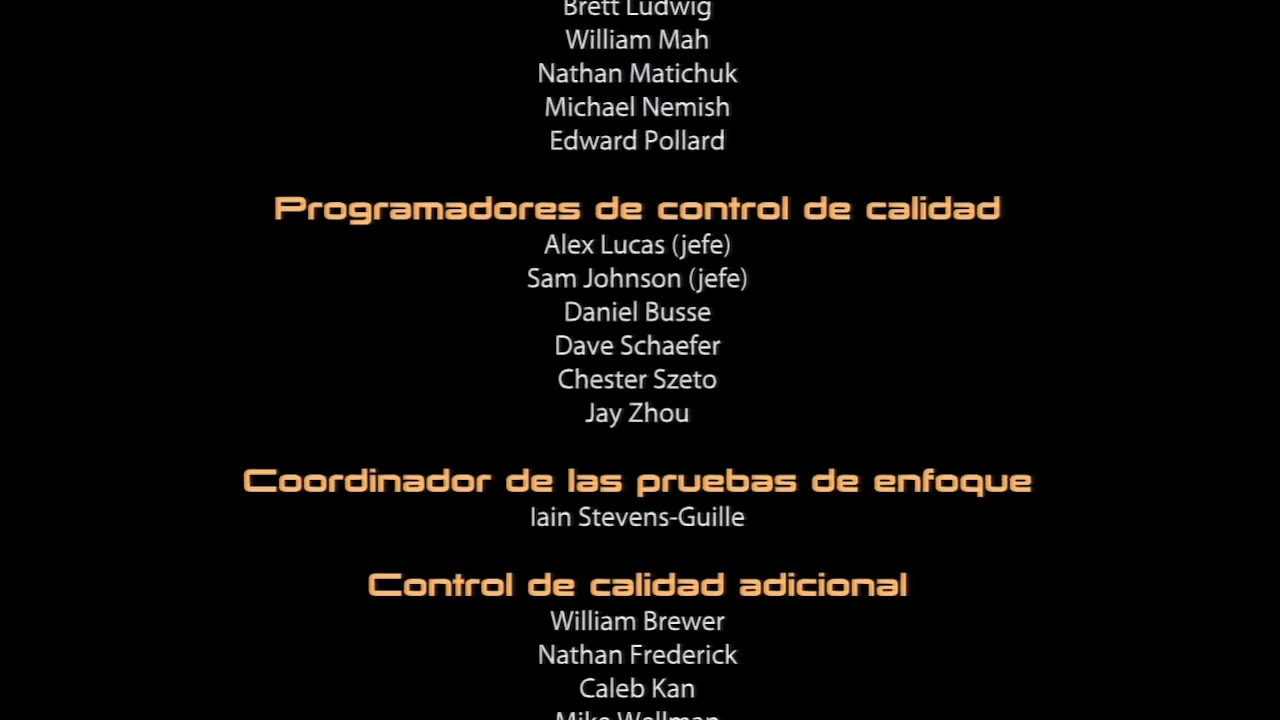 Brett Ludwig
William Mah
Nathan Matichuk
Michael Nemish
Edward Pollard
Programadores de control de calidad
Alex Lucas (jefe)
Sam Johnson (jefe)
Daniel Busse
Dave Schaefer
Chester Szeto
Jay Zhou
Coordinador de las pruebas de enfoque
Iain Stevens-Guille
Control de calidad adicional
William Brewer
Nathan Frederick
Caleb Kan
Mike Wellman